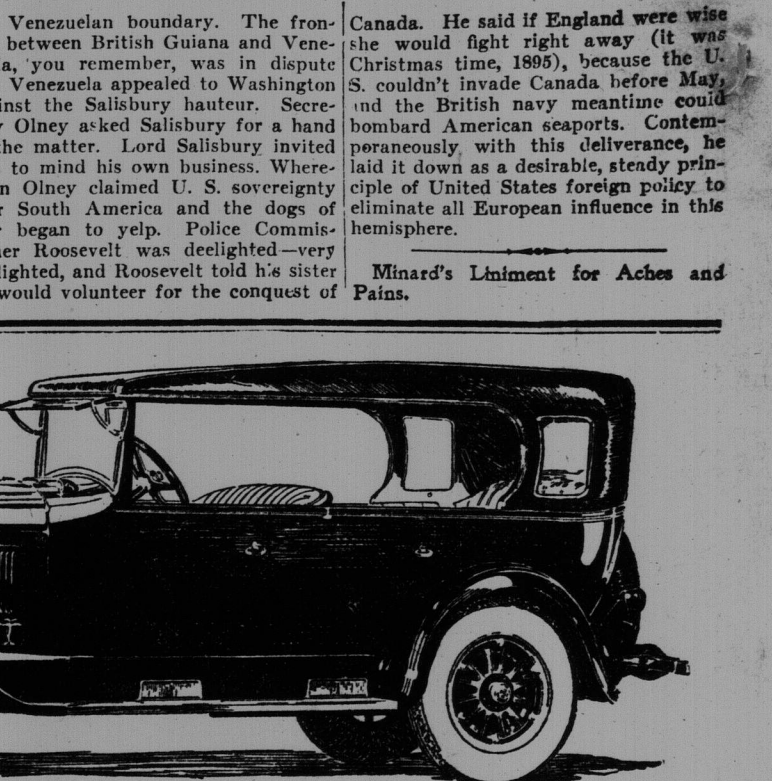 Venezuelan boundary. The fron-
between British Guiana and Vene-
a, you remember, was in dispute
Venezuela appealed to Washington
inst the Salisbury hauteur. Secre-
Olney asked Salisbury for a hand
the matter. Lord Salisbury invited
to mind his own business. Where-
n Olney claimed U. S. sovereignty
r South America and the dogs of
began to yelp. Police Commis-
er Roosevelt was deelighted—very
lighted, and Roosevelt told his sister
would volunteer for the conquest of
Canada. He said if England were wise
she would fight right away (it was
Christmas time, 1895), because the U.
S. couldn't invade Canada before May,
and the British navy meantime could
bombard American seaports. Contem-
poraneously with this deliverance, he
laid it down as a desirable, steady prin-
ciple of United States foreign policy to
eliminate all European influence in this
hemisphere.
Minard's Liniment for Aches and
Pains.